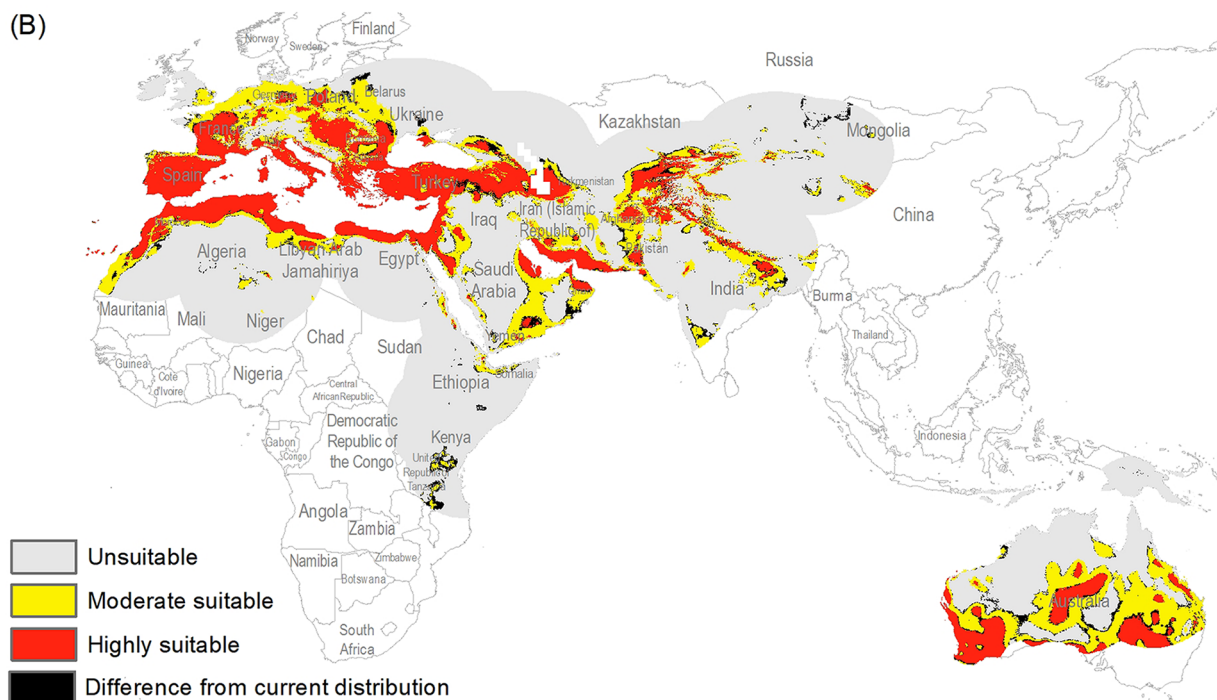 (B)
Finland
Norway
Sweden
Russia
Belarus
Germany
Poland
Ukraine
Kazakhstan
Mongolia
France
Spain
Turkey
Iraq
Iran (Islamic
Republic of)
Pakistan
China
Algeria
Libyan Arab
Jamahiriya
Egypt
Saudi
Arabia
India
Burma
Mauritania
Mali
Niger
Chad
Sudan
Yemen
Thailand
Guinea
Cote
d'Ivoire
Nigeria
Central
African Republic
Ethiopia
Somalia
Democratic
Republic of
the Congo
Gabon
Congo
Kenya
United
Republic of
Tanzania
Indonesia
Angola
Zambia
Namibia
Zimbabwe
Botswana
South
Africa
Australia
Unsuitable
Moderate suitable
Highly suitable
Difference from current distribution